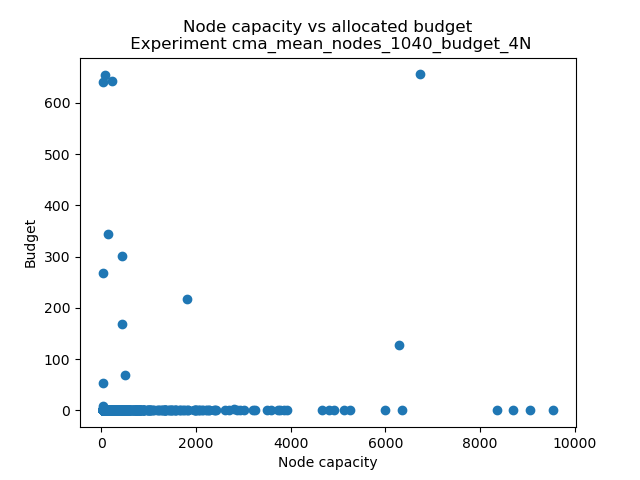 Node capacity vs allocated budget
Experiment cma_mean_nodes_1040_budget_4N
Budget
600
500
400
300
200
100
0
0 2000 4000 6000 8000 10000
Node capacity